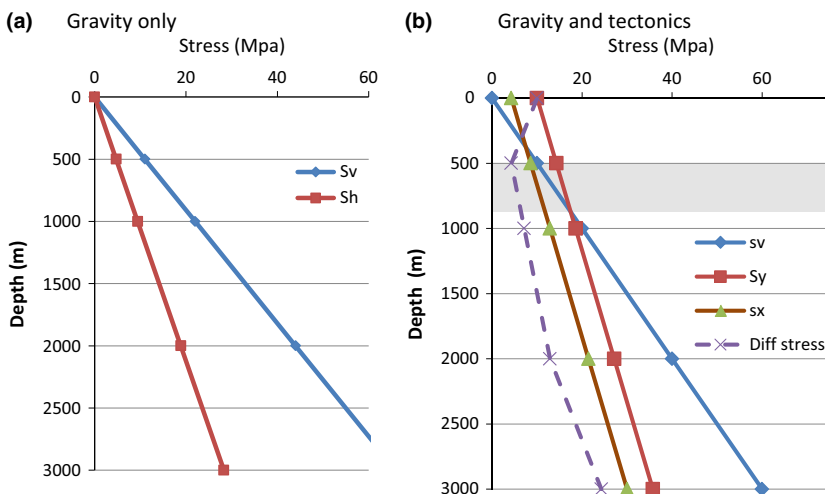 (a) Gravity only
Stress (Mpa)
0 20 40 60
0
500
1000
1500
2000
2500
3000
Depth (m)
Sv
Sh
(b) Gravity and tectonics
Stress (MPa)
0 20 40 60
0
500
1000
1500
2000
2500
3000
Depth (m)
sv
Sy
sx
Diff stress